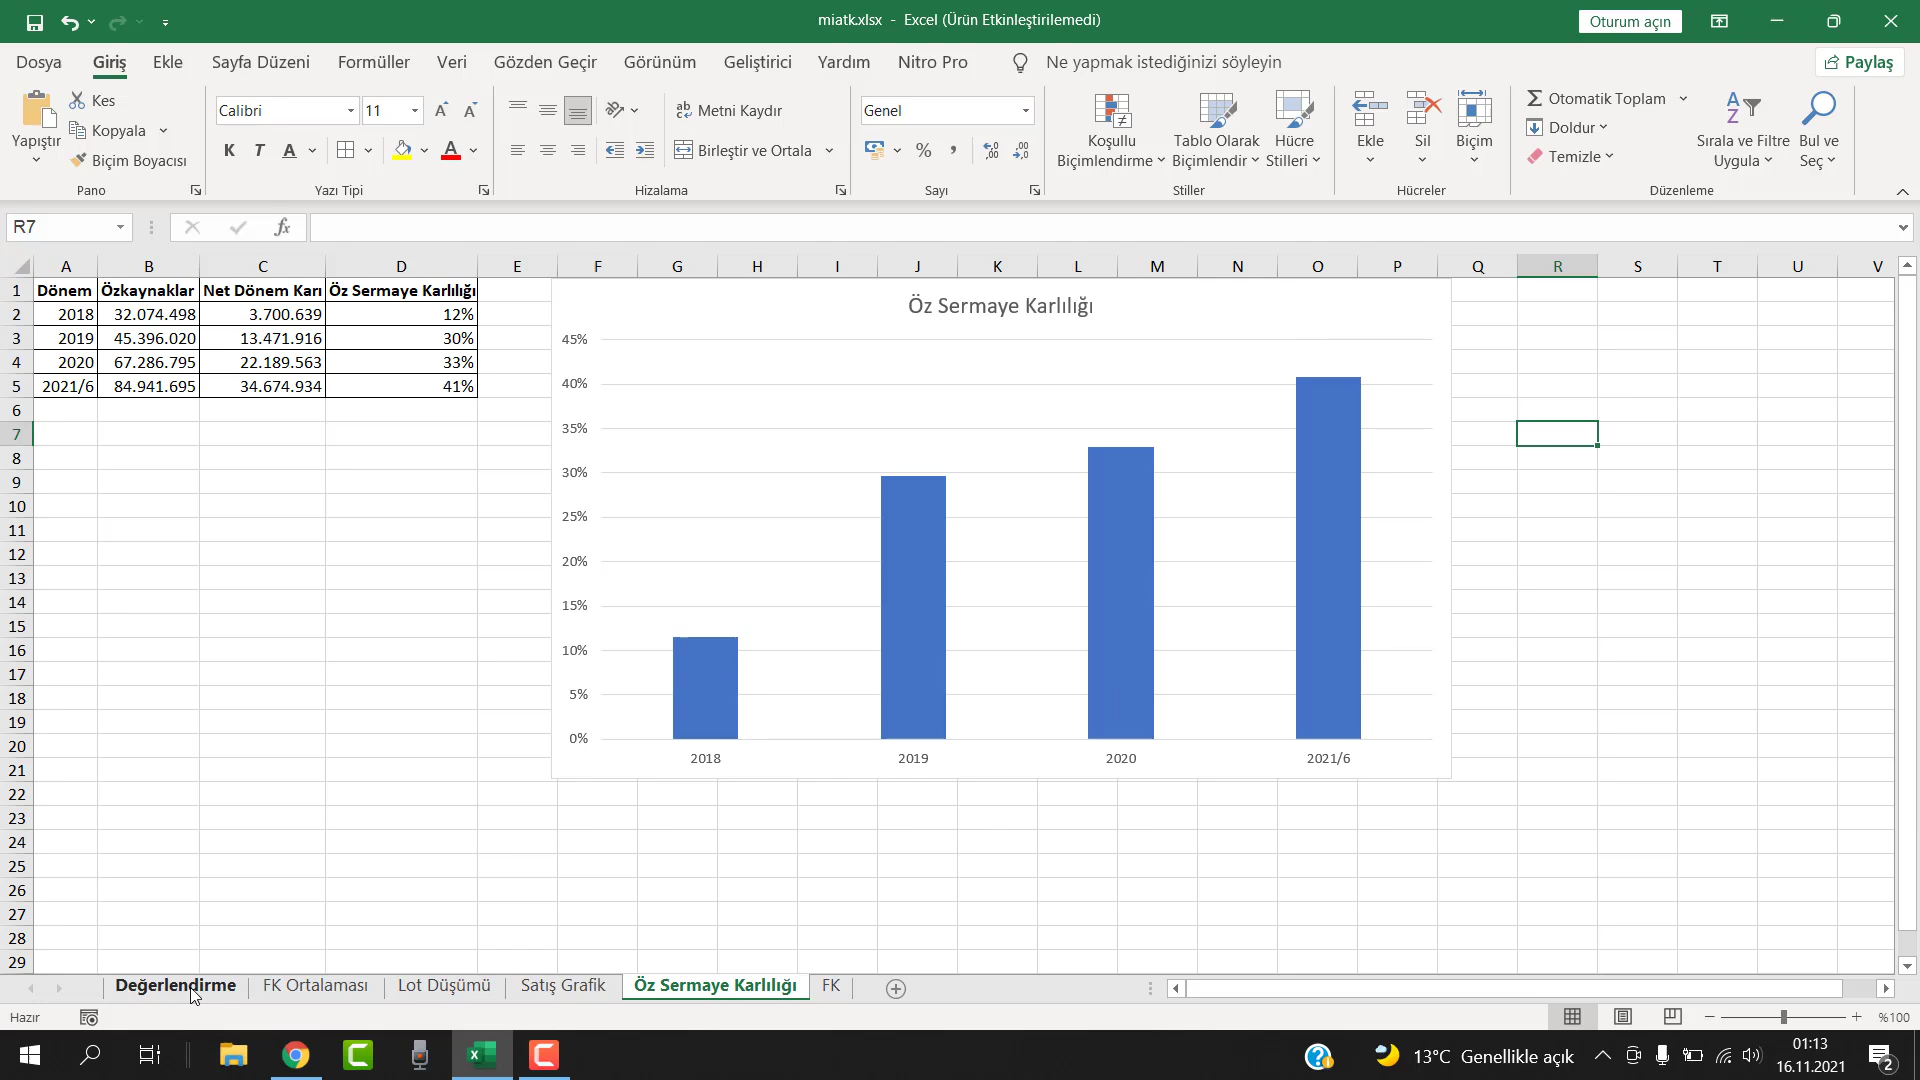 miatk.xlsx - Excel (Ürün Etkinleştirilemedi)
Oturum açın
Dosya Giriş Ekle Sayfa Düzeni Formüller Veri Gözden Geçir Görünüm Geliştirici Yardım Nitro Pro Ne yapmak istediğinizi söyleyin Paylaş
Yapıştır
Kes
Kopyala
Biçim Boyacısı
Pano
Calibri 11
K T A
Yazı Tipi
Metni Kaydır
Birleştir ve Ortala
Hizalama
Genel
%
Sayı
Koşullu Biçimlendirme
Tablo Olarak Biçimlendir
Hücre Stilleri
Stiller
Ekle
Sil
Biçim
Hücreler
Otomatik Toplam
Doldur
Temizle
Sırala ve Filtre Uygula
Bul ve Seç
Düzenleme
R7
fx
A B C D E F G H I J K L M N O P Q R S T U V
1 Dönem Özkaynaklar Net Dönem Karı Öz Sermaye Karlılığı
2 2018 32.074.498 3.700.639 12%
3 2019 45.396.020 13.471.916 30%
4 2020 67.286.795 22.189.563 33%
5 2021/6 84.941.695 34.674.934 41%
6
7
8
9
10
11
12
13
14
15
16
17
18
19
20
21
22
23
24
25
26
27
28
29
Öz Sermaye Karlılığı
45%
40%
35%
30%
25%
20%
15%
10%
5%
0%
2018 2019 2020 2021/6
Değerlendirme FK Ortalaması Lot Düşümü Satış Grafik Öz Sermaye Karlılığı FK
Hazır
%100
13°C Genellikle açık
01:13
16.11.2021
2